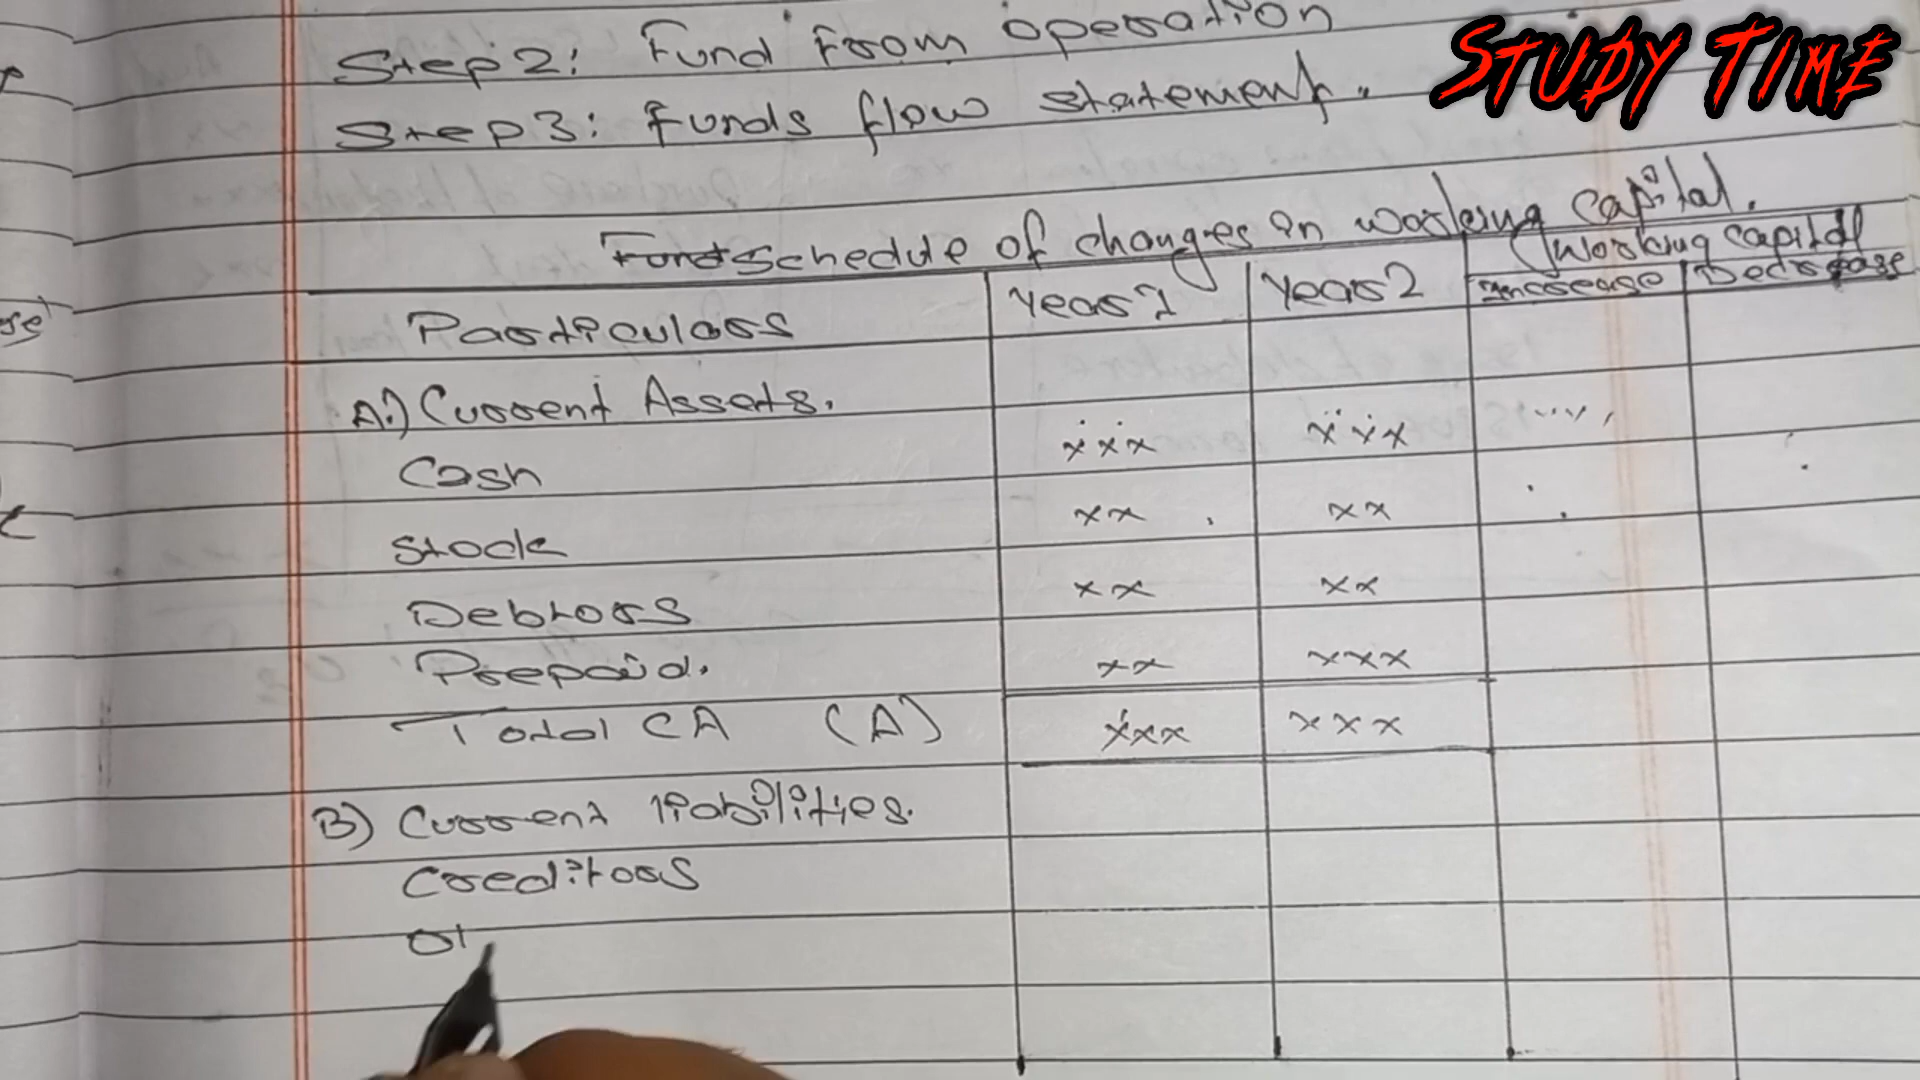 Step 2: Fund From operation
STUDY TIME
Step 3: Funds flow statement.
Schedule of changes in working capital.
Working capital
Particulars Year 1 Year 2 Increase Decrease
A.) Current Assets.
Cash xxx xxx
Stock xx xx
Debtors xx xx
Prepaid. xx xxx
Total CA (A) xxx xxx
B) Current liabilities.
Creditors